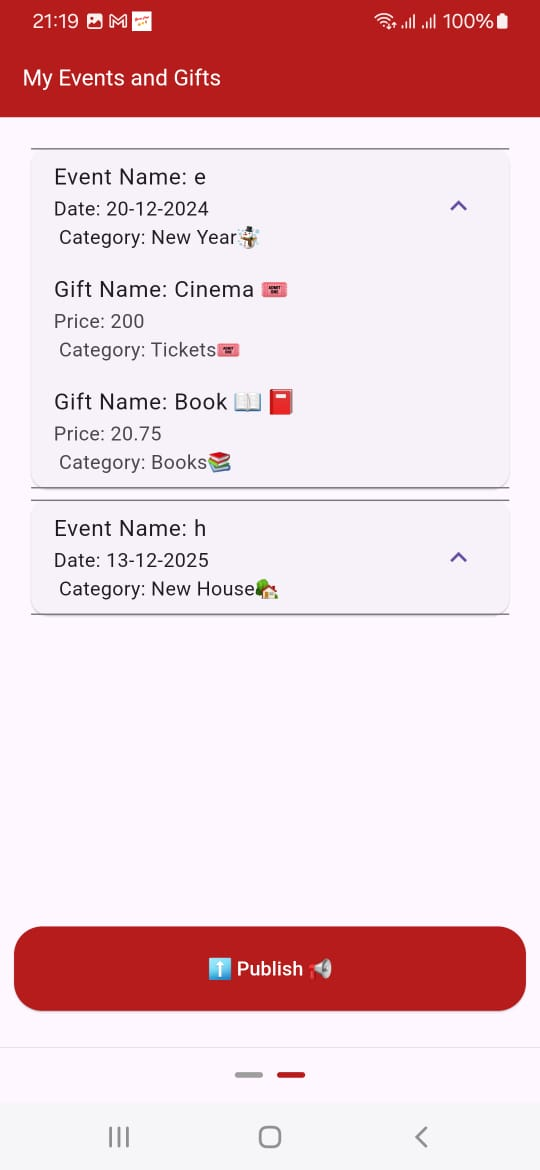 21:19 100%
My Events and Gifts
Event Name: e
Date: 20-12-2024
Category: New Year⛄
Gift Name: Cinema 🎟️
Price: 200
Category: Tickets🎟️
Gift Name: Book 📖 📕
Price: 20.75
Category: Books📚
Event Name: h
Date: 13-12-2025
Category: New House🏡
⬆️ Publish 📢